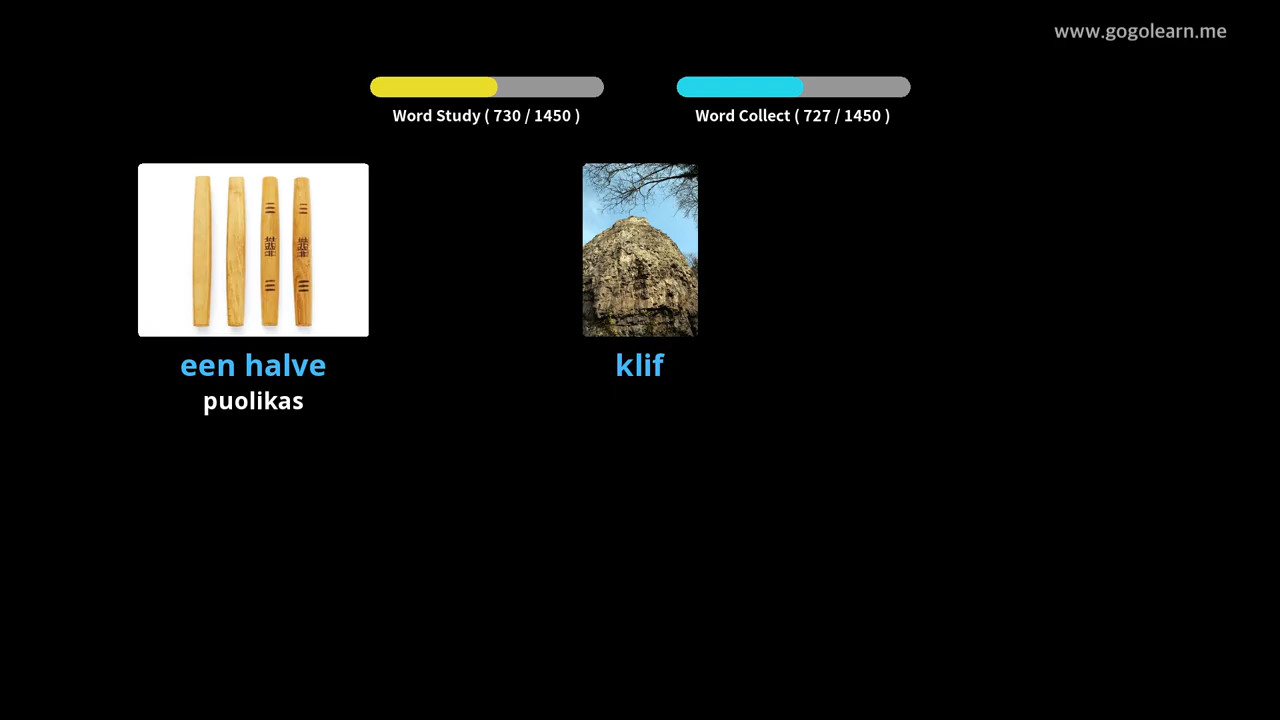 www.gogolearn.me
Word Study ( 730 / 1450 )
Word Collect ( 727 / 1450 )
een halve
puolikas
klif